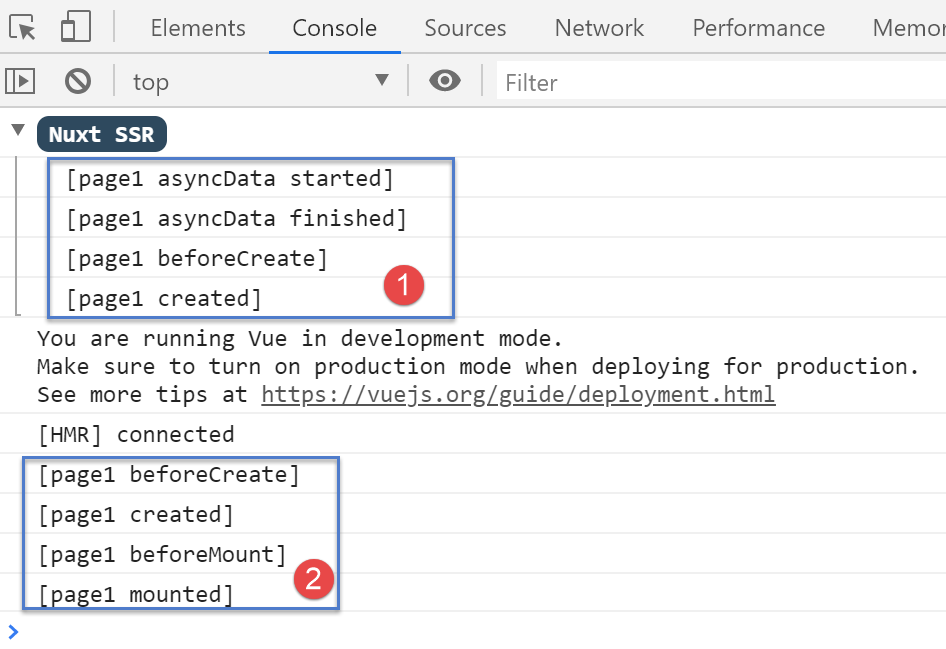 Elements Console Sources Network Performance Memor
top Filter
Nuxt SSR
[page1 asyncData started]
[page1 asyncData finished]
[page1 beforeCreate]
1
[page1 created]
You are running Vue in development mode.
Make sure to turn on production mode when deploying for production.
See more tips at https://vuejs.org/guide/deployment.html
[HMR] connected
[page1 beforeCreate]
[page1 created]
[page1 beforeMount]
2
[page1 mounted]